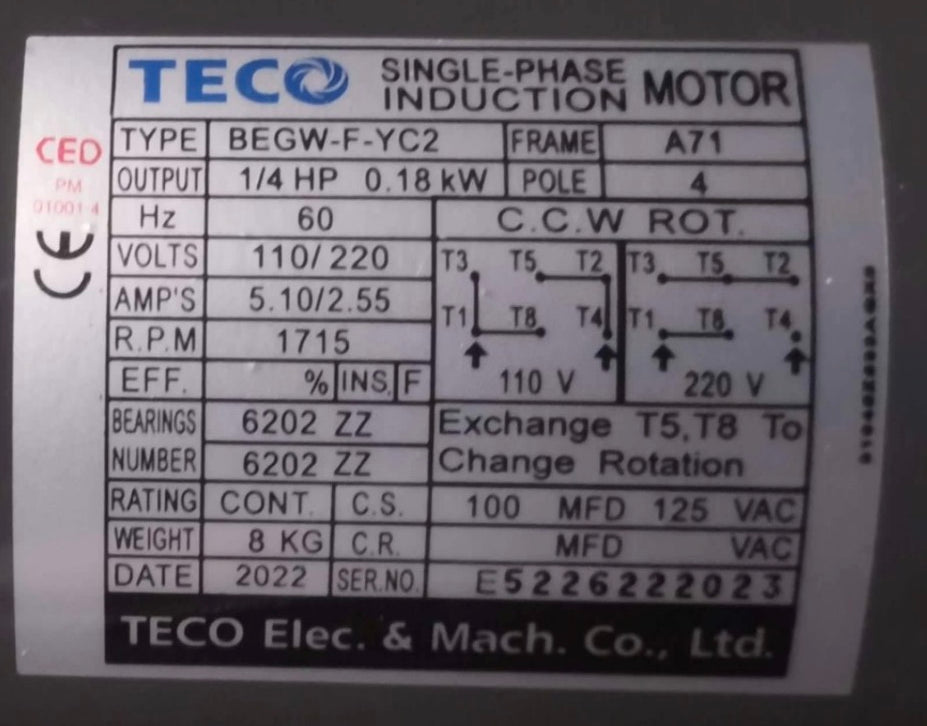 TECO SINGLE-PHASE INDUCTION MOTOR
TYPE BEGW-F-YC2 FRAME A71
OUTPUT 1/4 HP 0.18 kW POLE 4
Hz 60 C.C.W ROT.
VOLTS 110/220
AMP'S 5.10/2.55
R.P.M 1715
EFF. % INS. F
T3 T5 T2 T3 T5 T2
T1 T8 T4 T1 T8 T4
110 V 220 V
BEARINGS 6202 ZZ
NUMBER 6202 ZZ
Exchange T5,T8 To
Change Rotation
RATING CONT. C.S. 100 MFD 125 VAC
WEIGHT 8 KG C.R. MFD VAC
DATE 2022 SER.NO. E5226222023
TECO Elec. & Mach. Co., Ltd.
CED
PM
01001 4
CE